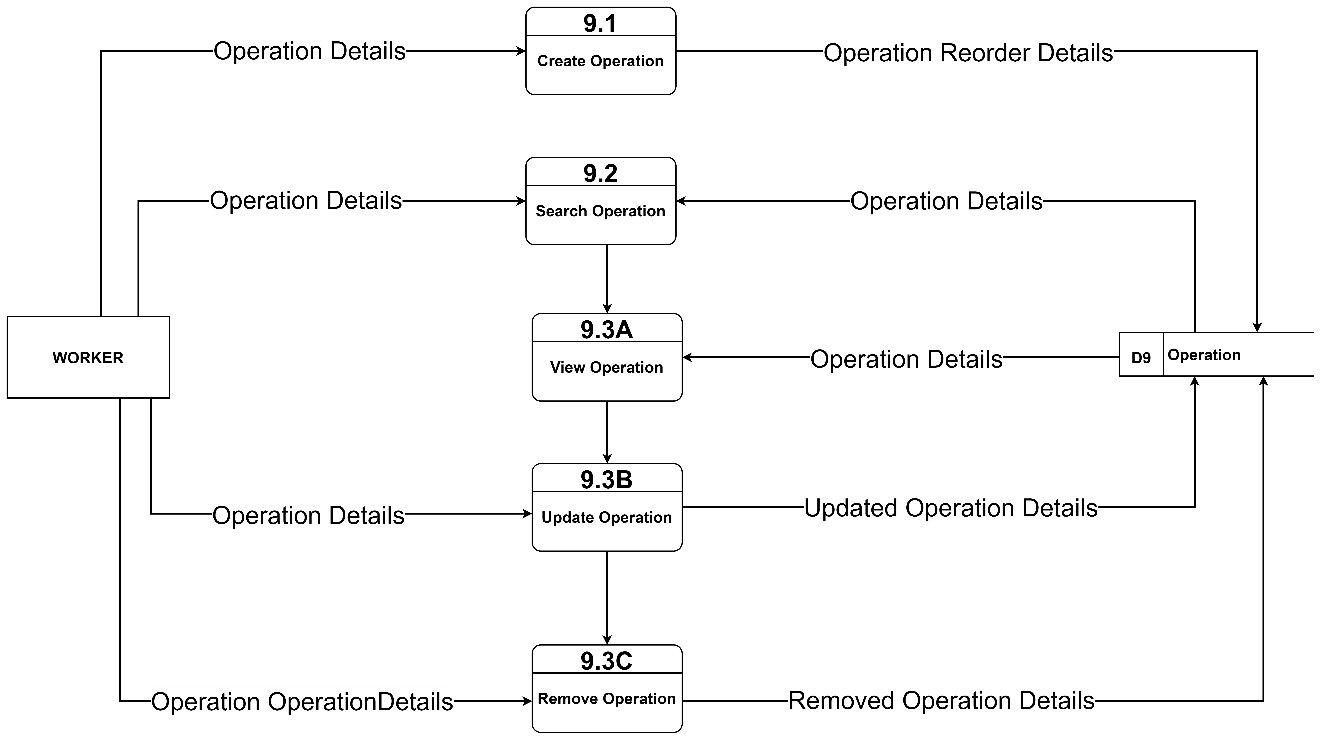 9.1
Operation Details
Create Operation
Operation Reorder Details
9.2
Operation Details
Search Operation
Operation Details
9.3A
WORKER
View Operation
Operation Details
D9
Operation
9.3B
Operation Details
Update Operation
Updated Operation Details
9.3C
Operation OperationDetails
Remove Operation
Removed Operation Details